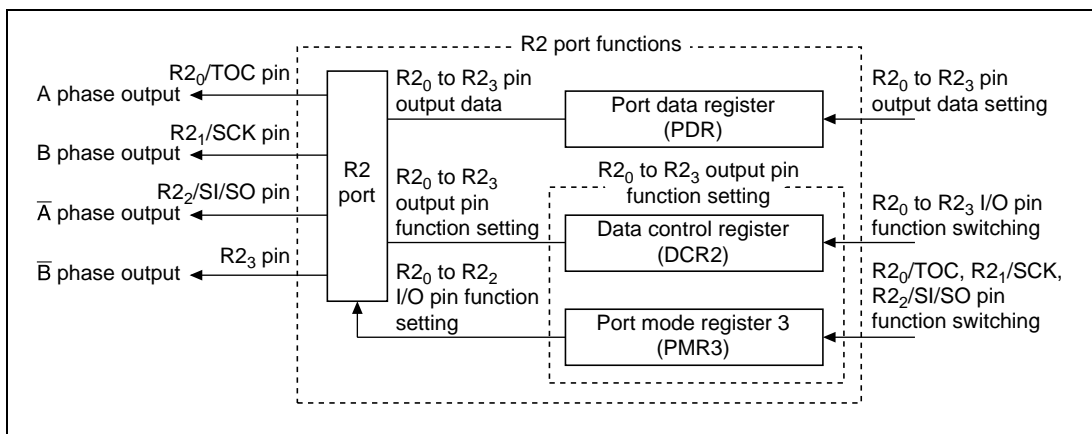 R2 port functions
R2₀/TOC pin
A phase output
R2₁/SCK pin
B phase output
R2₂/SI/SO pin
A̅ phase output
R2₃ pin
B̅ phase output
R2
port
R2₀ to R2₃ pin
output data
Port data register
(PDR)
R2₀ to R2₃ pin
output data setting
R2₀ to R2₃ output pin
function setting
R2₀ to R2₃
output pin
function setting
Data control register
(DCR2)
R2₀ to R2₃ I/O pin
function switching
R2₀ to R2₂
I/O pin function
setting
Port mode register 3
(PMR3)
R2₀/TOC, R2₁/SCK,
R2₂/SI/SO pin
function switching